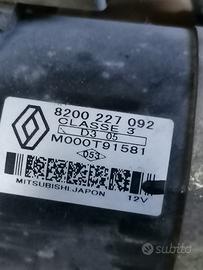 8200 227 092
CLASSE 3
D3 05
M000T91581
053
MITSUBISHI.JAPON 12V
subito